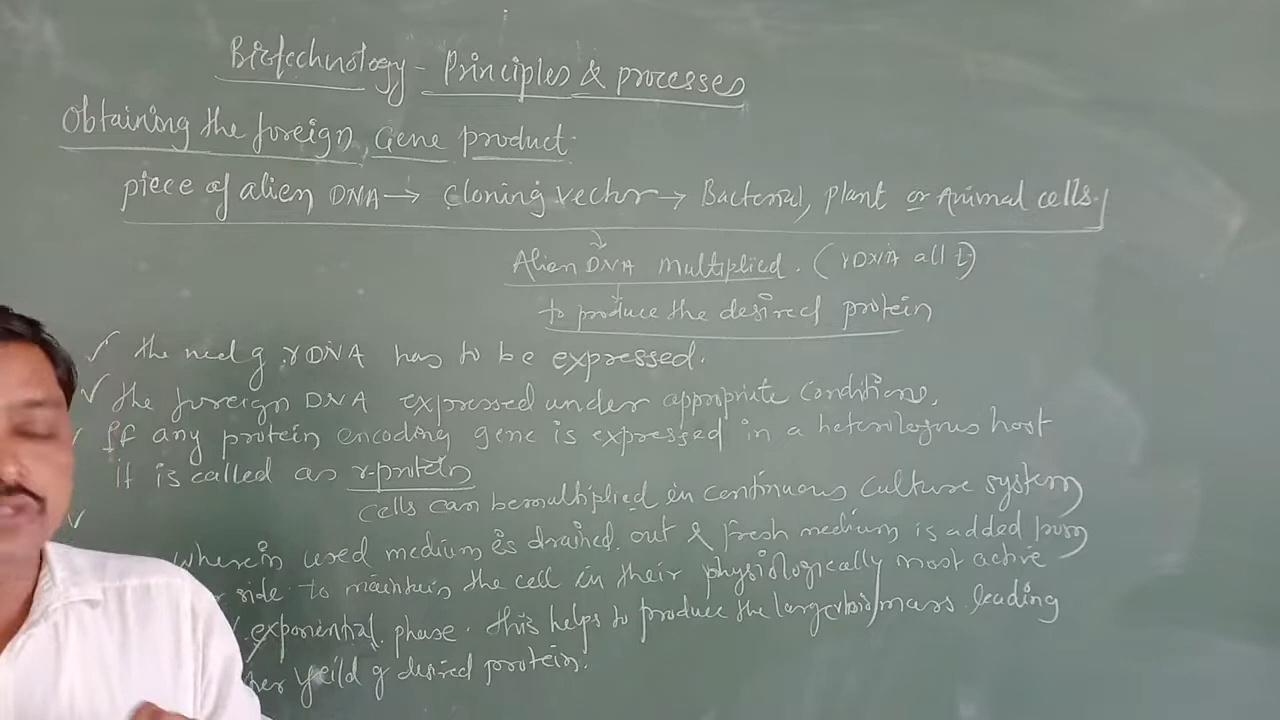 Biotechnology - Principles & processes
Obtaining the foreign Gene product.
piece of alien DNA → cloning vector → Bacterial, plant or Animal cells.
Alien DNA multiplied. (rDNA all t)
to produce the desired protein
✓ the need of rDNA has to be expressed.
✓ the foreign DNA expressed under appropriate conditions.
✓ If any protein encoding gene is expressed in a heterologous host
it is called as r-protein
✓ cells can be multiplied in continuous culture system
wherein used medium is drained out & fresh medium is added from
side to maintain the cell in their physiologically most active
exponential phase. this helps to produce the larger biomass leading
yeild of desired protein.